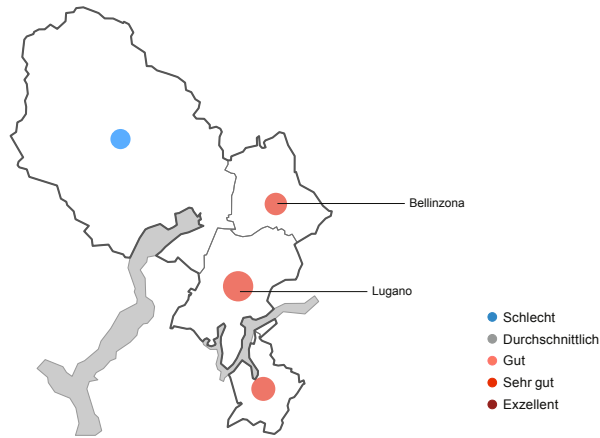 Bellinzona
Lugano
Schlecht
Durchschnittlich
Gut
Sehr gut
Exzellent